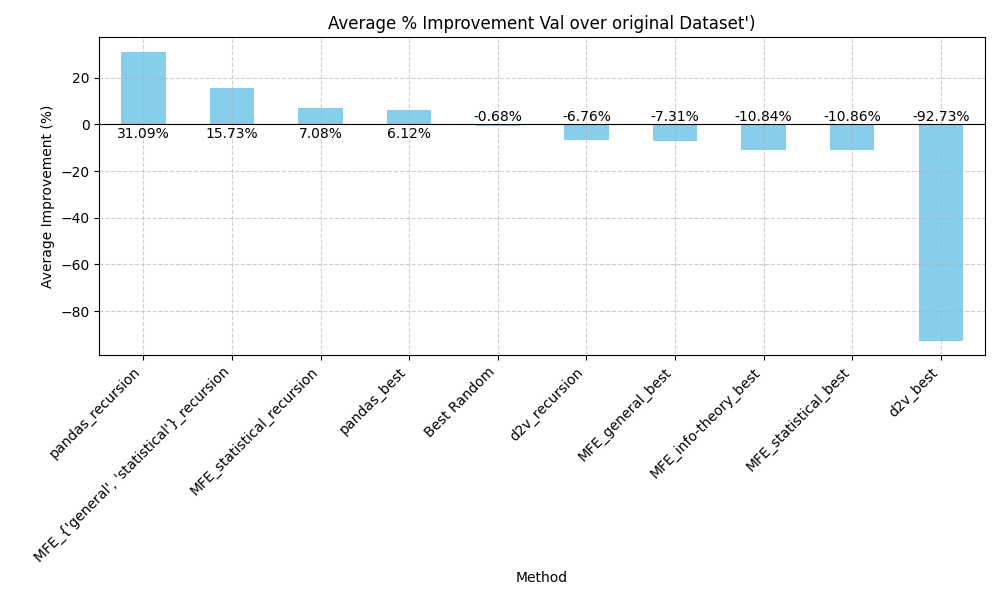 Average % Improvement Val over original Dataset')
Average Improvement (%)
20
0
−20
−40
−60
−80
31.09%
15.73%
7.08%
6.12%
-0.68%
-6.76%
-7.31%
-10.84%
-10.86%
-92.73%
pandas_recursion
MFE_{'general', 'statistical'}_recursion
MFE_statistical_recursion
pandas_best
Best Random
d2v_recursion
MFE_general_best
MFE_info-theory_best
MFE_statistical_best
d2v_best
Method